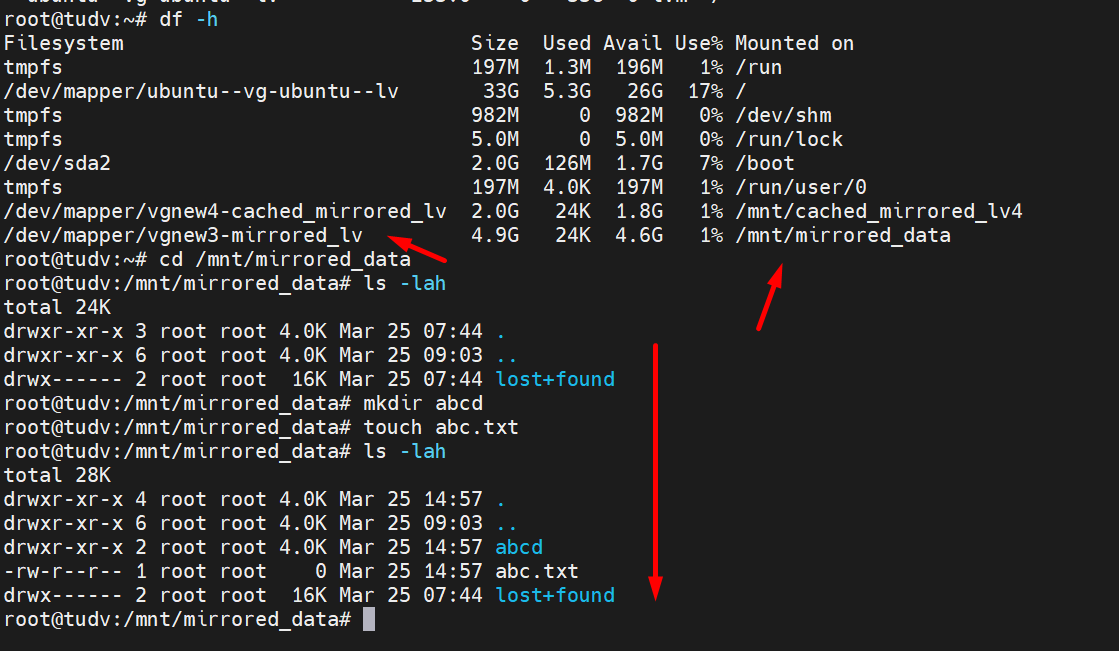 root@tudv:~# df -h
Filesystem Size Used Avail Use% Mounted on
tmpfs 197M 1.3M 196M 1% /run
/dev/mapper/ubuntu--vg-ubuntu--lv 33G 5.3G 26G 17% /
tmpfs 982M 0 982M 0% /dev/shm
tmpfs 5.0M 0 5.0M 0% /run/lock
/dev/sda2 2.0G 126M 1.7G 7% /boot
tmpfs 197M 4.0K 197M 1% /run/user/0
/dev/mapper/vgnew4-cached_mirrored_lv 2.0G 24K 1.8G 1% /mnt/cached_mirrored_lv4
/dev/mapper/vgnew3-mirrored_lv 4.9G 24K 4.6G 1% /mnt/mirrored_data
root@tudv:~# cd /mnt/mirrored_data
root@tudv:/mnt/mirrored_data# ls -lah
total 24K
drwxr-xr-x 3 root root 4.0K Mar 25 07:44 .
drwxr-xr-x 6 root root 4.0K Mar 25 09:03 ..
drwx------ 2 root root 16K Mar 25 07:44 lost+found
root@tudv:/mnt/mirrored_data# mkdir abcd
root@tudv:/mnt/mirrored_data# touch abc.txt
root@tudv:/mnt/mirrored_data# ls -lah
total 28K
drwxr-xr-x 4 root root 4.0K Mar 25 14:57 .
drwxr-xr-x 6 root root 4.0K Mar 25 09:03 ..
drwxr-xr-x 2 root root 4.0K Mar 25 14:57 abcd
-rw-r--r-- 1 root root 0 Mar 25 14:57 abc.txt
drwx------ 2 root root 16K Mar 25 07:44 lost+found
root@tudv:/mnt/mirrored_data#